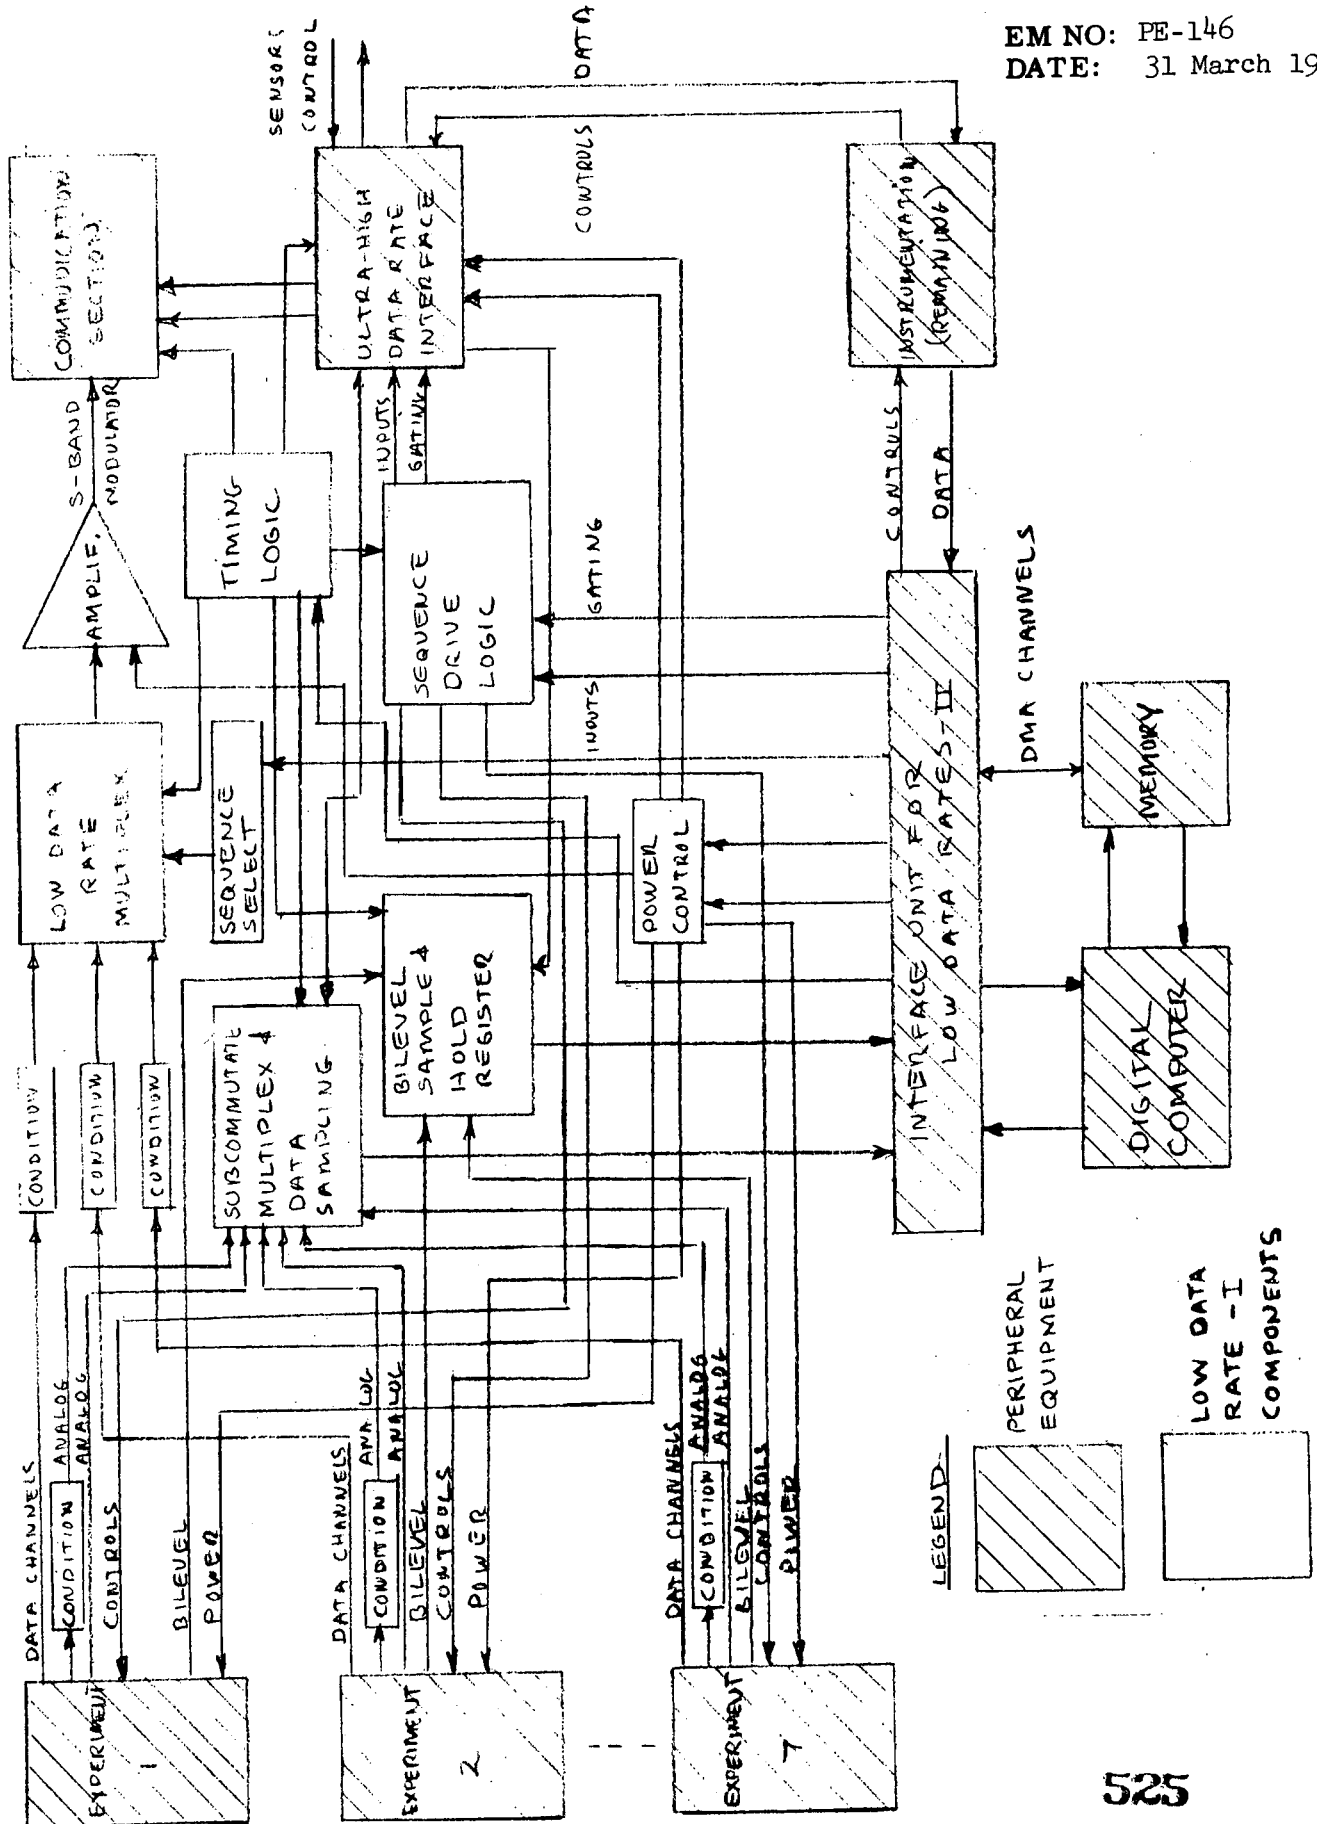 EM NO: PE-146
DATE: 31 March 19
SENSORS
CONTROL
DATA
CONTROLS
COMMUNICATION
SECTION
ULTRA-HIGH
DATA RATE
INTERFACE
INSTRUMENTATION
(REMAINING)
S-BAND
MODULATOR
AMPLIF.
TIMING
LOGIC
INPUTS
GATING
SEQUENCE
DRIVE
LOGIC
INPUTS
GATING
CONTROLS
DATA
LOW DATA
RATE
MULTIPLEX
SEQUENCE
SELECT
POWER
CONTROL
INTERFACE UNIT FOR
LOW DATA RATES-II
DMA CHANNELS
MEMORY
DIGITAL
COMPUTER
SUBCOMMUTATE
MULTIPLEX &
DATA
SAMPLING
BILEVEL
SAMPLE &
HOLD
REGISTER
CONDITION
CONDITION
CONDITION
DATA CHANNELS
CONDITION
ANALOG
ANALOG
CONTROLS
BILEVEL
POWER
EXPERIMENT
1
DATA CHANNELS
CONDITION
ANALOG
ANALOG
BILEVEL
CONTROLS
POWER
EXPERIMENT
2
DATA CHANNELS
CONDITION
ANALOG
ANALOG
BILEVEL
CONTROLS
POWER
EXPERIMENT
7
LEGEND
PERIPHERAL
EQUIPMENT
LOW DATA
RATE -I
COMPONENTS
525